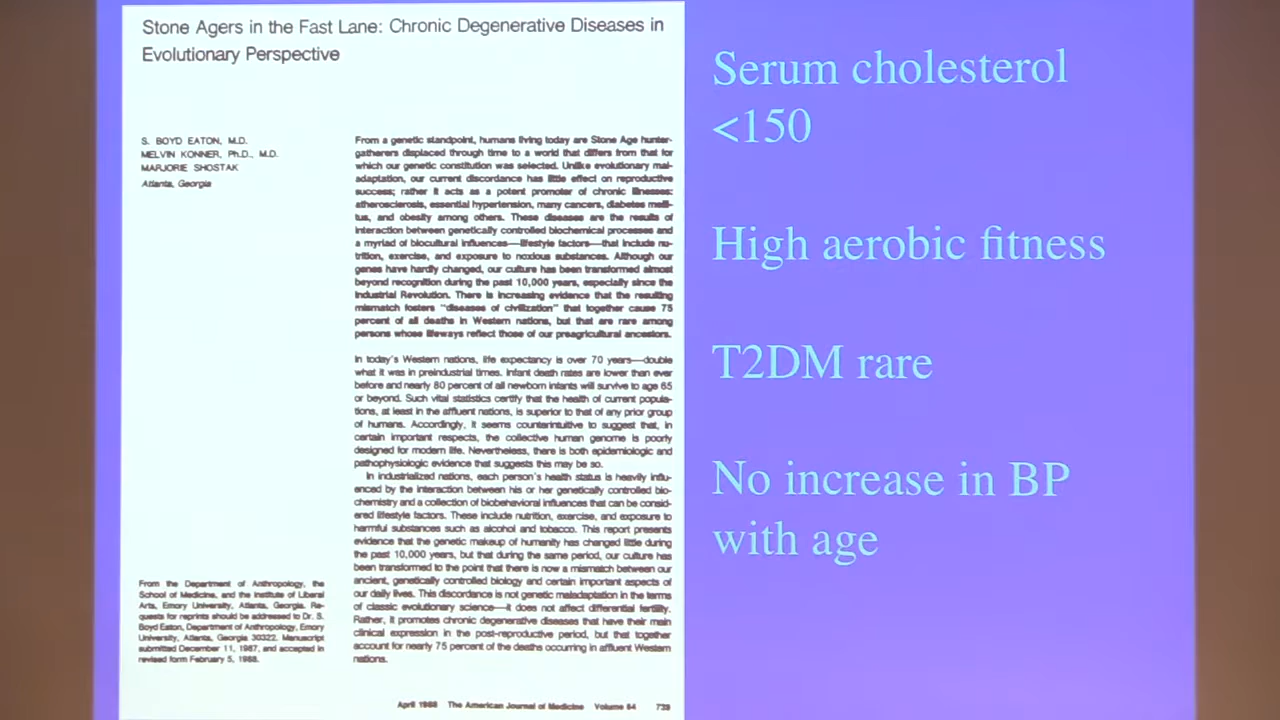 Stone Agers in the Fast Lane: Chronic Degenerative Diseases in
Evolutionary Perspective
S. BOYD EATON, M.D.
MELVIN KONNER, Ph.D., M.D.
MARJORIE SHOSTAK
Atlanta, Georgia
From a genetic standpoint, humans living today are Stone Age hunter-
gatherers displaced through time to a world that differs from that for
which our genetic constitution was selected. Unlike evolutionary mal-
adaptation, our current discordance has little effect on reproductive
success; rather it acts as a potent promoter of chronic illnesses:
atherosclerosis, essential hypertension, many cancers, diabetes melli-
tus, and obesity among others. These diseases are the results of
interaction between genetically controlled biochemical processes and
a myriad of biocultural influences—lifestyle factors—that include nu-
trition, exercise, and exposure to noxious substances. Although our
genes have hardly changed, our culture has been transformed almost
beyond recognition during the past 10,000 years, especially since the
Industrial Revolution. There is increasing evidence that the resulting
mismatch fosters "diseases of civilization" that together cause 75
percent of all deaths in Western nations, but that are rare among
persons whose lifeways reflect those of our preagricultural ancestors.
In today's Western nations, life expectancy is over 70 years—double
what it was in preindustrial times. Infant death rates are lower than ever
before and nearly 80 percent of all newborn infants will survive to age 65
or beyond. Such vital statistics certify that the health of current popula-
tions, at least in the affluent nations, is superior to that of any prior group
of humans. Accordingly, it seems counterintuitive to suggest that, in
certain important respects, the collective human genome is poorly
designed for modern life. Nevertheless, there is both epidemiologic and
pathophysiologic evidence that suggests this may be so.
In industrialized nations, each person's health status is heavily influ-
enced by the interaction between his or her genetically controlled bio-
chemistry and a collection of biobehavioral influences that can be consid-
ered lifestyle factors. These include nutrition, exercise, and exposure to
harmful substances such as alcohol and tobacco. This report presents
evidence that the genetic makeup of humanity has changed little during
the past 10,000 years, but that during the same period, our culture has
been transformed to the point that there is now a mismatch between our
ancient, genetically controlled biology and certain important aspects of
our daily lives. This discordance is not genetic maladaptation in the terms
of classic evolutionary science—it does not affect differential fertility.
Rather, it promotes chronic degenerative diseases that have their main
clinical expression in the post-reproductive period, but that together
account for nearly 75 percent of the deaths occurring in affluent Western
nations.
From the Department of Anthropology, the
School of Medicine, and the Institute of Liberal
Arts, Emory University, Atlanta, Georgia. Re-
quests for reprints should be addressed to Dr. S.
Boyd Eaton, Department of Anthropology, Emory
University, Atlanta, Georgia 30322. Manuscript
submitted December 11, 1987, and accepted in
revised form February 5, 1988.
April 1988 The American Journal of Medicine Volume 84 739
Serum cholesterol
<150
High aerobic fitness
T2DM rare
No increase in BP
with age